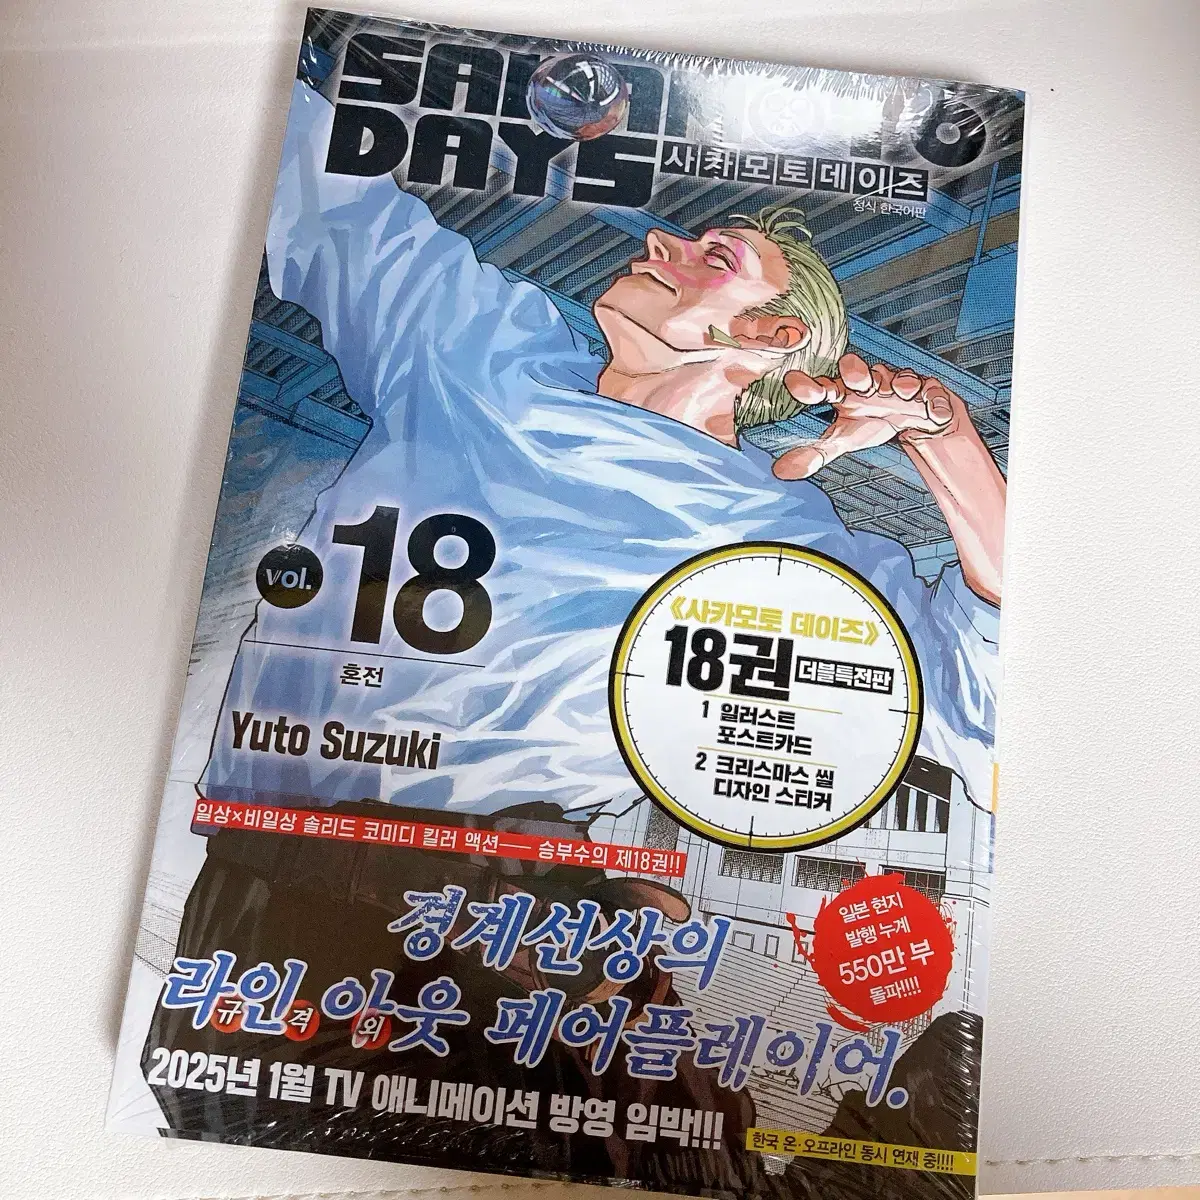 DAYS
사카모토데이즈
정식 한국어판
vol. 18
혼전
Yuto Suzuki
《사카모토 데이즈》
18권 더블특전판
1 일러스트
포스트카드
2 크리스마스 씰
디자인 스티커
일상×비일상 솔리드 코미디 킬러 액션── 승부수의 제18권!!
경계선상의
라인 아웃 페어플레이어.
규격 외
일본 현지
발행 누계
550만 부
돌파!!!!
2025년 1월 TV 애니메이션 방영 임박!!!
한국 온·오프라인 동시 연재 중!!!!